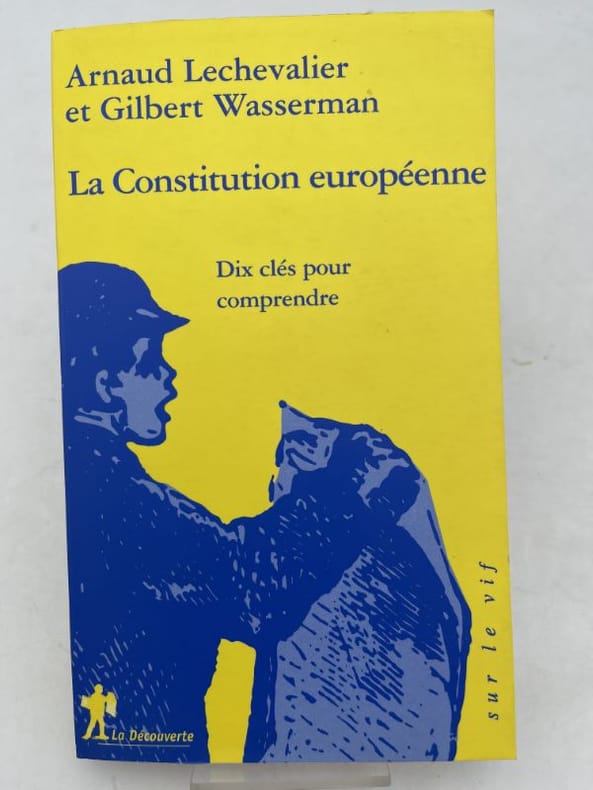 Arnaud Lechevalier
et Gilbert Wasserman
La Constitution européenne
Dix clés pour
comprendre
sur le vif
La Découverte